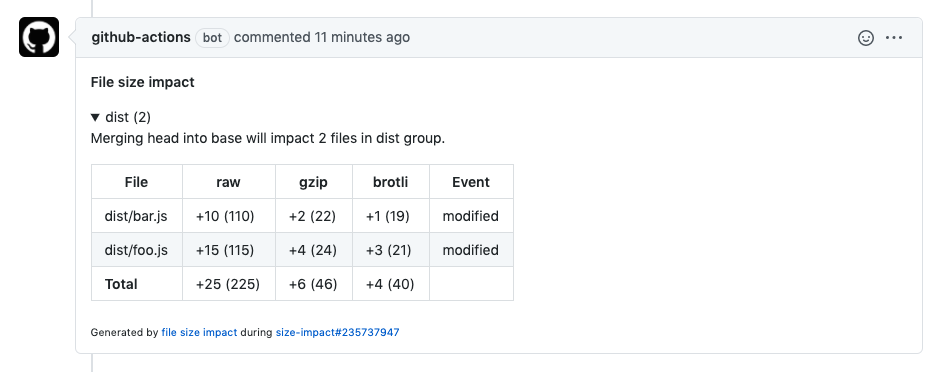 github-actions bot commented 11 minutes ago
File size impact
▼ dist (2)
Merging head into base will impact 2 files in dist group.
File raw gzip brotli Event
dist/bar.js +10 (110) +2 (22) +1 (19) modified
dist/foo.js +15 (115) +4 (24) +3 (21) modified
Total +25 (225) +6 (46) +4 (40)
Generated by file size impact during size-impact#235737947